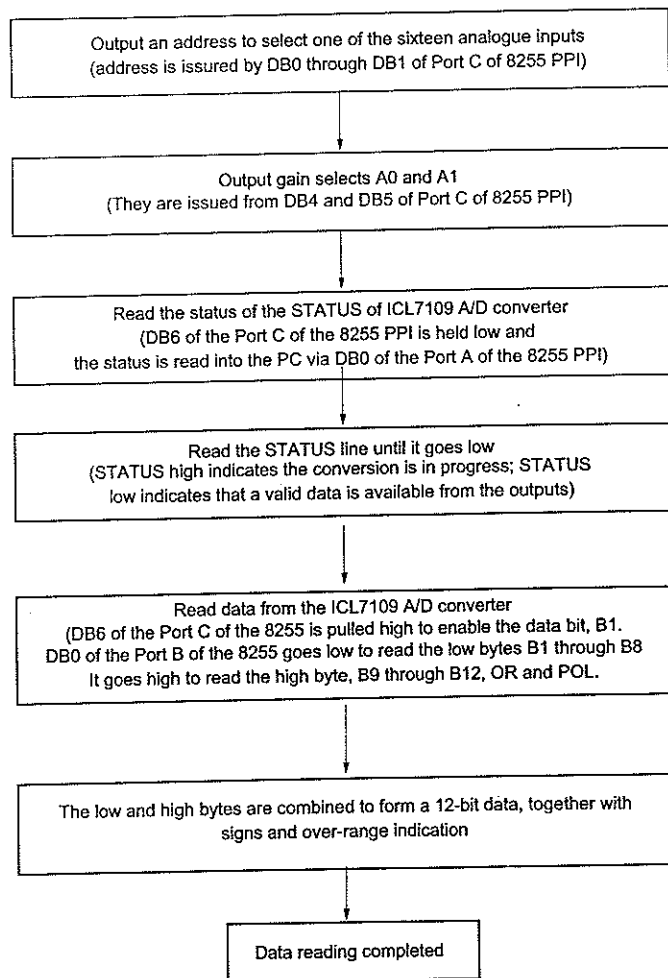 Output an address to select one of the sixteen analogue inputs
(address is issured by DB0 through DB1 of Port C of 8255 PPI)
Output gain selects A0 and A1
(They are issued from DB4 and DB5 of Port C of 8255 PPI)
Read the status of the STATUS of ICL7109 A/D converter
(DB6 of the Port C of the 8255 PPI is held low and
the status is read into the PC via DB0 of the Port A of the 8255 PPI)
Read the STATUS line until it goes low
(STATUS high indicates the conversion is in progress; STATUS
low indicates that a valid data is available from the outputs)
Read data from the ICL7109 A/D converter
(DB6 of the Port C of the 8255 is pulled high to enable the data bit, B1.
DB0 of the Port B of the 8255 goes low to read the low bytes B1 through B8
It goes high to read the high byte, B9 through B12, OR and POL.
The low and high bytes are combined to form a 12-bit data, together with
signs and over-range indication
Data reading completed